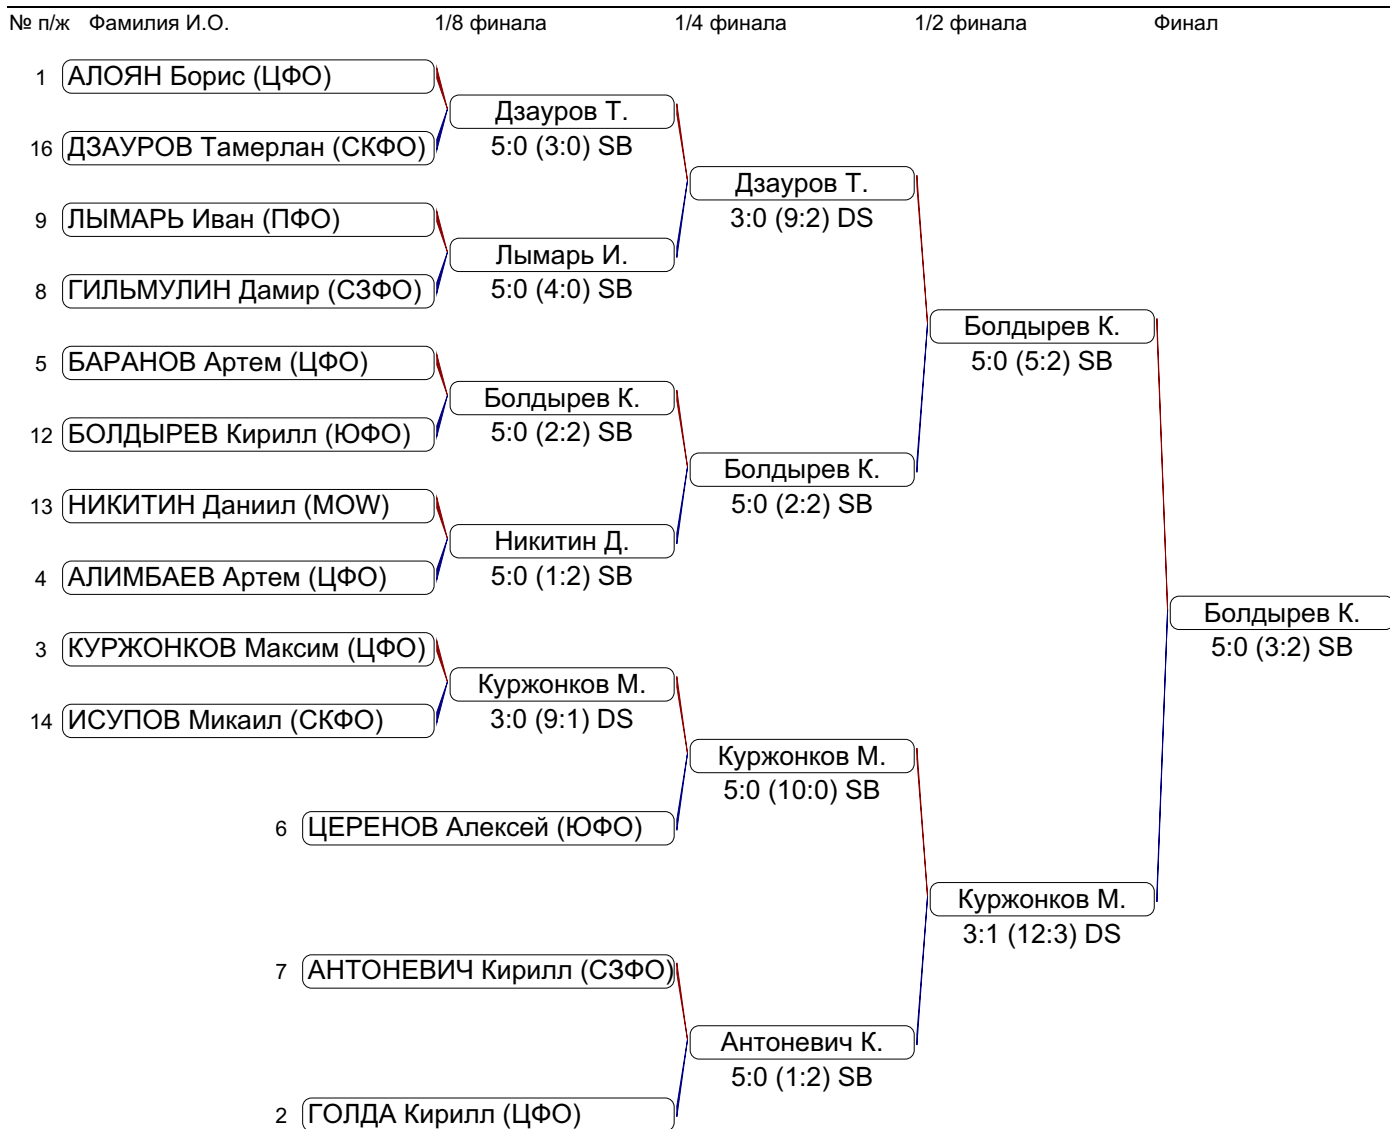 № п/ж Фамилия И.О. 1/8 финала 1/4 финала 1/2 финала Финал
1 АЛОЯН Борис (ЦФО)
Дзауров Т.
16 ДЗАУРОВ Тамерлан (СКФО) 5:0 (3:0) SB
Дзауров Т.
9 ЛЫМАРЬ Иван (ПФО) 3:0 (9:2) DS
Лымарь И.
8 ГИЛЬМУЛИН Дамир (СЗФО) 5:0 (4:0) SB
Болдырев К.
5 БАРАНОВ Артем (ЦФО) 5:0 (5:2) SB
Болдырев К.
12 БОЛДЫРЕВ Кирилл (ЮФО) 5:0 (2:2) SB
Болдырев К.
13 НИКИТИН Даниил (MOW) 5:0 (2:2) SB
Никитин Д.
4 АЛИМБАЕВ Артем (ЦФО) 5:0 (1:2) SB
Болдырев К.
3 КУРЖОНКОВ Максим (ЦФО) 5:0 (3:2) SB
Куржонков М.
14 ИСУПОВ Микаил (СКФО) 3:0 (9:1) DS
Куржонков М.
5:0 (10:0) SB
6 ЦЕРЕНОВ Алексей (ЮФО)
Куржонков М.
3:1 (12:3) DS
7 АНТОНЕВИЧ Кирилл (СЗФО)
Антоневич К.
5:0 (1:2) SB
2 ГОЛДА Кирилл (ЦФО)